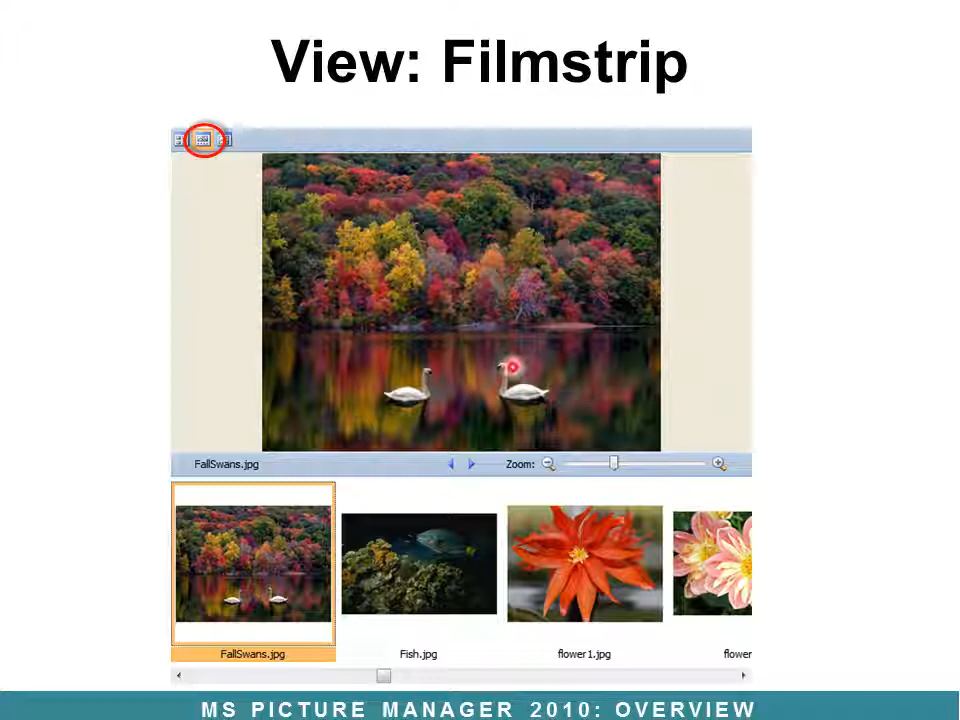 View: Filmstrip
FallSwans.jpg
Zoom:
FallSwans.jpg
Fish.jpg
flower1.jpg
flower
MS PICTURE MANAGER 2010: OVERVIEW